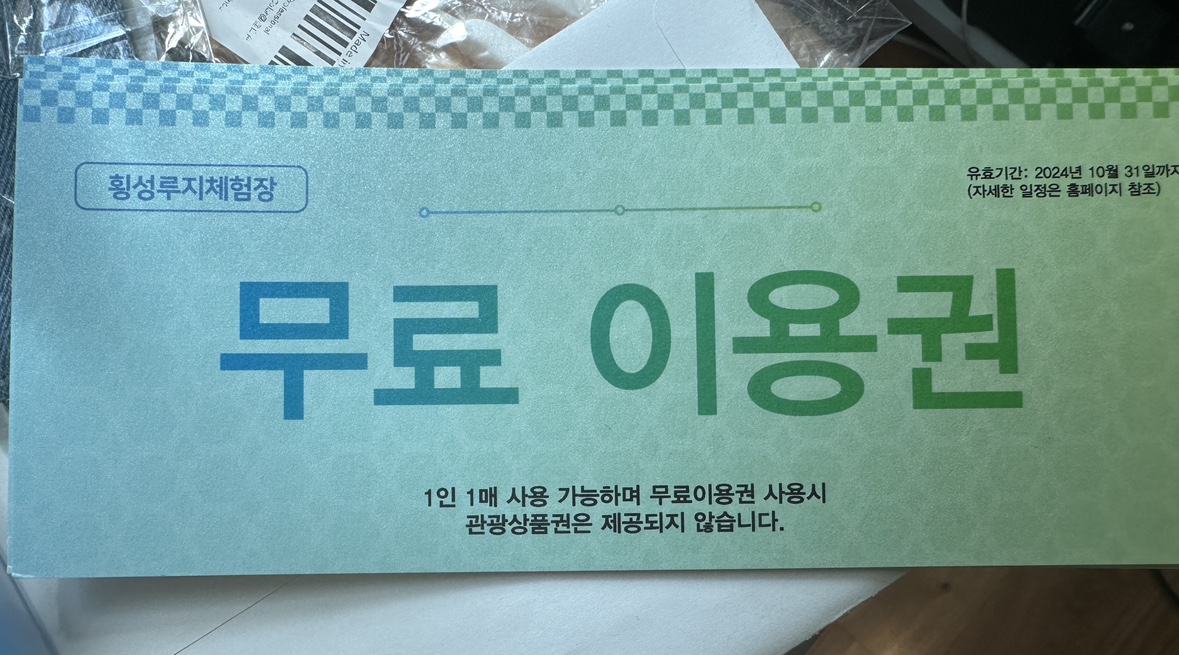 Made in
횡성루지체험장
유효기간: 2024년 10월 31일까지
(자세한 일정은 홈페이지 참조)
무료 이용권
1인 1매 사용 가능하며 무료이용권 사용시
관광상품권은 제공되지 않습니다.